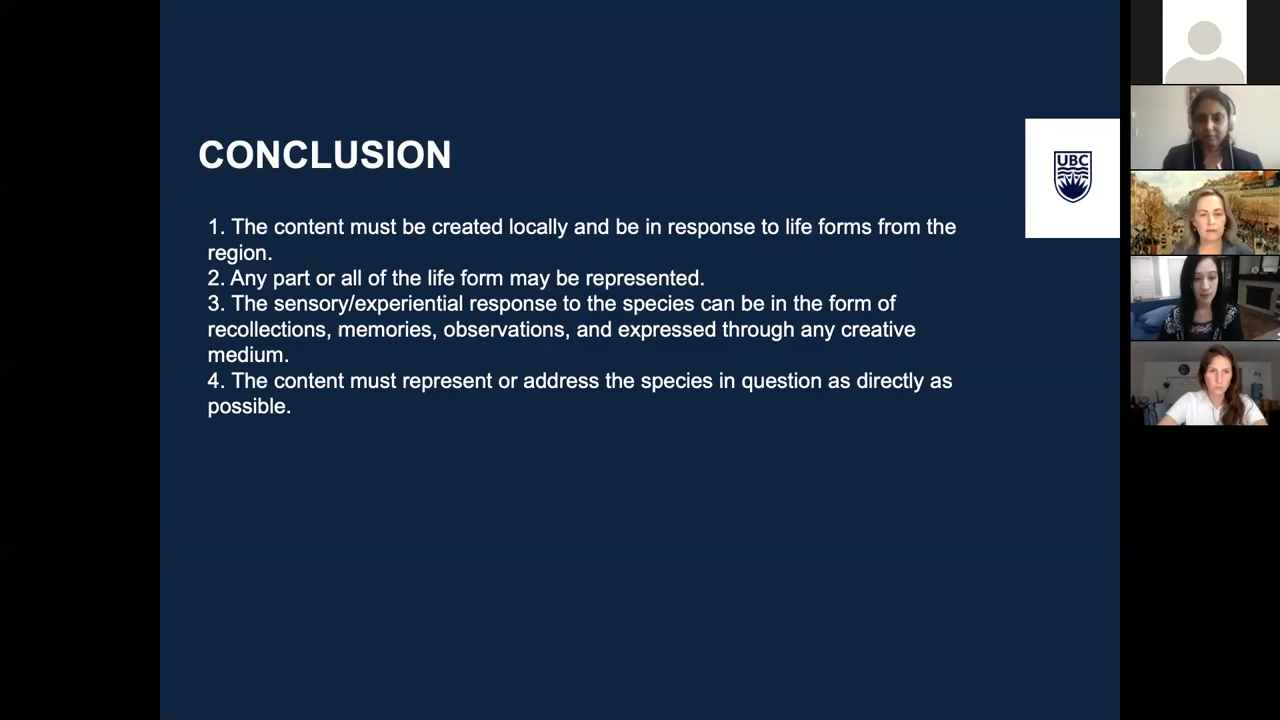 CONCLUSION
UBC
1. The content must be created locally and be in response to life forms from the
region.
2. Any part or all of the life form may be represented.
3. The sensory/experiential response to the species can be in the form of
recollections, memories, observations, and expressed through any creative
medium.
4. The content must represent or address the species in question as directly as
possible.